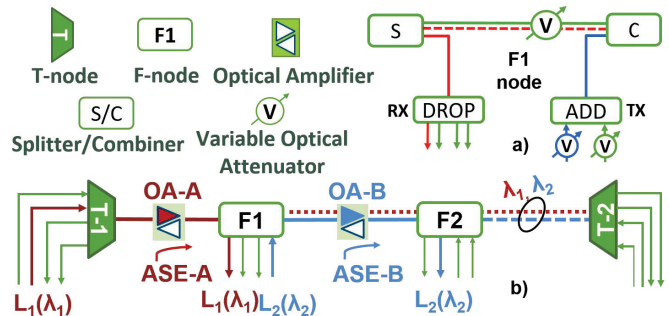 T
T-node
F1
F-node
Optical Amplifier
S/C
Splitter/Combiner
V
Variable Optical
Attenuator
S
V
C
F1
node
RX
DROP
ADD
TX
V
V
a)
T-1
OA-A
ASE-A
F1
OA-B
ASE-B
F2
λ₁, λ₂
T-2
L₁(λ₁)
L₁(λ₁)
L₂(λ₂)
L₂(λ₂)
b)